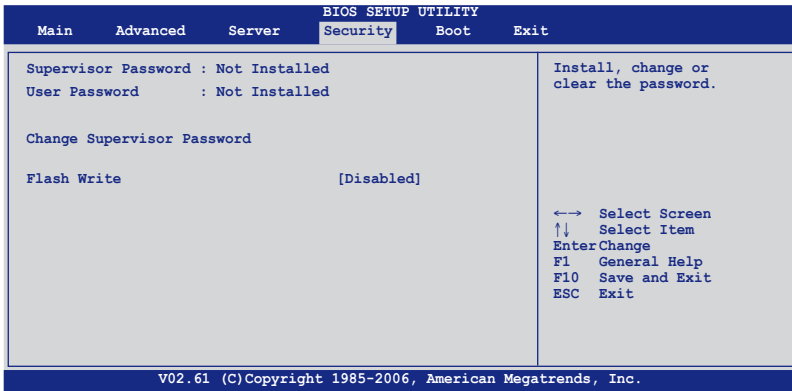 BIOS SETUP UTILITY
Main Advanced Server Security Boot Exit
Supervisor Password : Not Installed
User Password : Not Installed
Change Supervisor Password
Flash Write [Disabled]
Install, change or
clear the password.
←→ Select Screen
↑↓ Select Item
Enter Change
F1 General Help
F10 Save and Exit
ESC Exit
V02.61 (C)Copyright 1985-2006, American Megatrends, Inc.